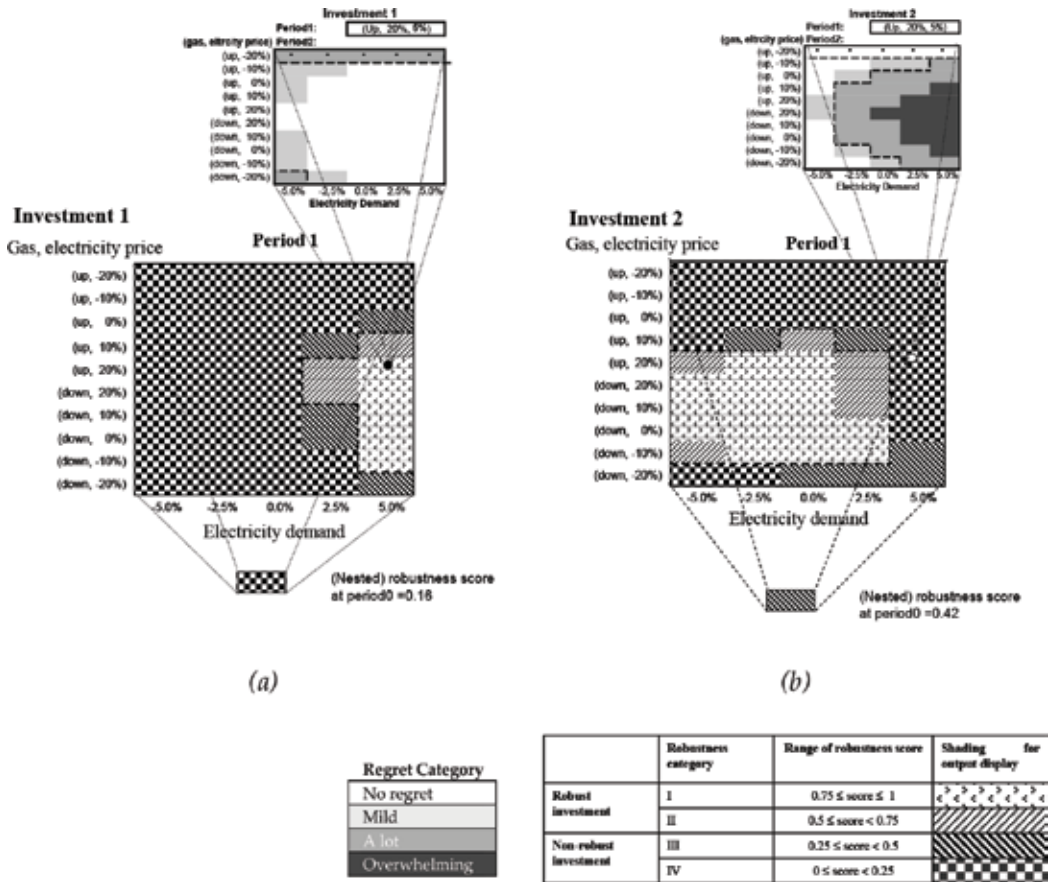 Investment 1
Period1: (Up, 20%, 5%)
(gas, eltrcity price) Period2:
(up, -20%)
(up, -10%)
(up, 0%)
(up, 10%)
(up, 20%)
(down, 20%)
(down, 10%)
(down, 0%)
(down, -10%)
(down, -20%)
-5.0% -2.5% 0.0% 2.5% 5.0%
Electricity Demand
Investment 1
Gas, electricity price
Period 1
(up, -20%)
(up, -10%)
(up, 0%)
(up, 10%)
(up, 20%)
(down, 20%)
(down, 10%)
(down, 0%)
(down, -10%)
(down, -20%)
-5.0% -2.5% 0.0% 2.5% 5.0%
Electricity demand
(Nested) robustness score
at period0 =0.16
(a)
Investment 2
Period1: (Up, 20%, 5%)
(gas, eltrcity price) Period2:
(up, -20%)
(up, -10%)
(up, 0%)
(up, 10%)
(up, 20%)
(down, 20%)
(down, 10%)
(down, 0%)
(down, -10%)
(down, -20%)
-5.0% -2.5% 0.0% 2.5% 5.0%
Electricity Demand
Investment 2
Gas, electricity price
Period 1
(up, -20%)
(up, -10%)
(up, 0%)
(up, 10%)
(up, 20%)
(down, 20%)
(down, 10%)
(down, 0%)
(down, -10%)
(down, -20%)
-5.0% -2.5% 0.0% 2.5% 5.0%
Electricity demand
(Nested) robustness score
at period0 =0.42
(b)
Regret Category
No regret
Mild
A lot
Overwhelming
Robustness category Range of robustness score Shading for output display
Robust investment I 0.75 ≤ score ≤ 1
II 0.5 ≤ score < 0.75
Non-robust investment III 0.25 ≤ score < 0.5
IV 0 ≤ score < 0.25